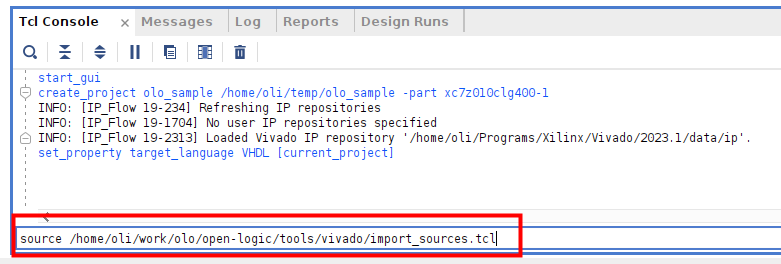 Tcl Console × Messages Log Reports Design Runs
start_gui
create_project olo_sample /home/oli/temp/olo_sample -part xc7z010clg400-1
INFO: [IP_Flow 19-234] Refreshing IP repositories
INFO: [IP_Flow 19-1704] No user IP repositories specified
INFO: [IP_Flow 19-2313] Loaded Vivado IP repository '/home/oli/Programs/Xilinx/Vivado/2023.1/data/ip'.
set_property target_language VHDL [current_project]
source /home/oli/work/olo/open-logic/tools/vivado/import_sources.tcl